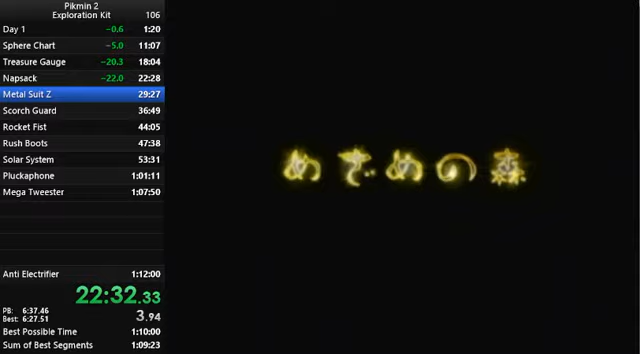 Pikmin 2
Exploration Kit 106
Day 1 −0.6 1:20
Sphere Chart −5.0 11:07
Treasure Gauge −20.3 18:04
Napsack −22.0 22:28
Metal Suit Z 29:27
Scorch Guard 36:49
Rocket Fist 44:05
Rush Boots 47:38
Solar System 53:31
Pluckaphone 1:01:11
Mega Tweester 1:07:50
Anti Electrifier 1:12:00
22:32.33
PB: 6:37.46
Best: 6:27.51
3.94
Best Possible Time 1:10:00
Sum of Best Segments 1:09:23
めざめの森